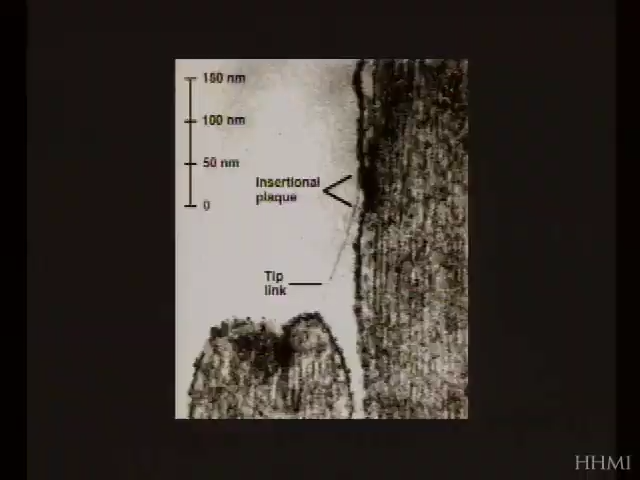 150 nm
100 nm
50 nm
0
Insertional
plaque
Tip
link
HHMI